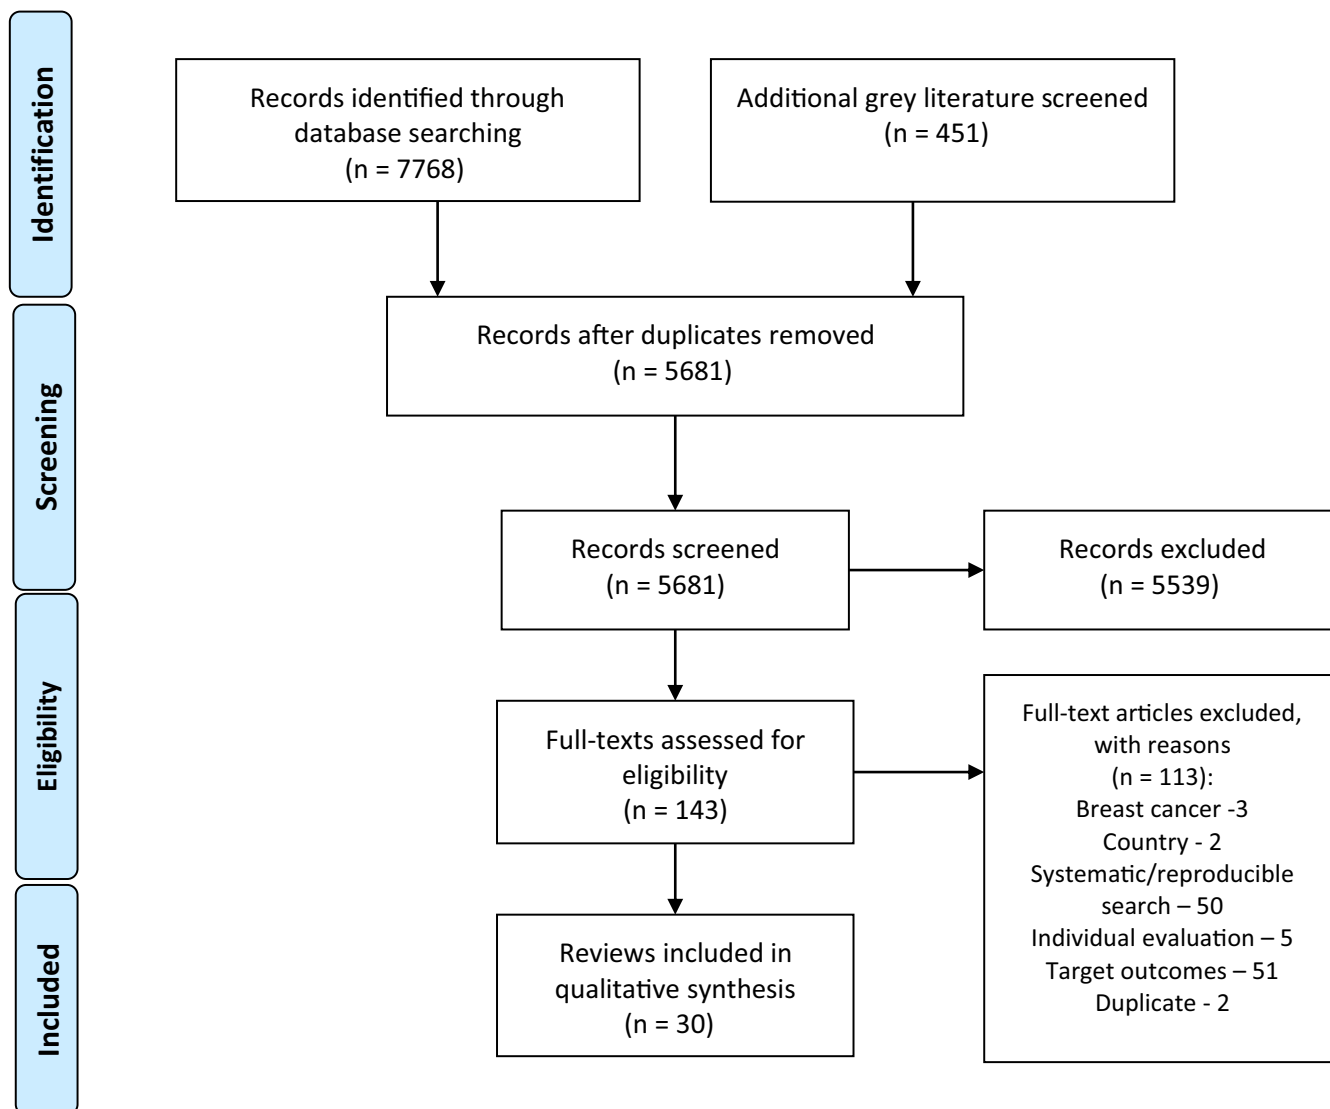 Identification
Records identified through
database searching
(n = 7768)
Additional grey literature screened
(n = 451)
Screening
Records after duplicates removed
(n = 5681)
Records screened
(n = 5681)
Records excluded
(n = 5539)
Eligibility
Full-texts assessed for
eligibility
(n = 143)
Full-text articles excluded,
with reasons
(n = 113):
Breast cancer -3
Country - 2
Systematic/reproducible
search – 50
Individual evaluation – 5
Target outcomes – 51
Duplicate - 2
Included
Reviews included in
qualitative synthesis
(n = 30)